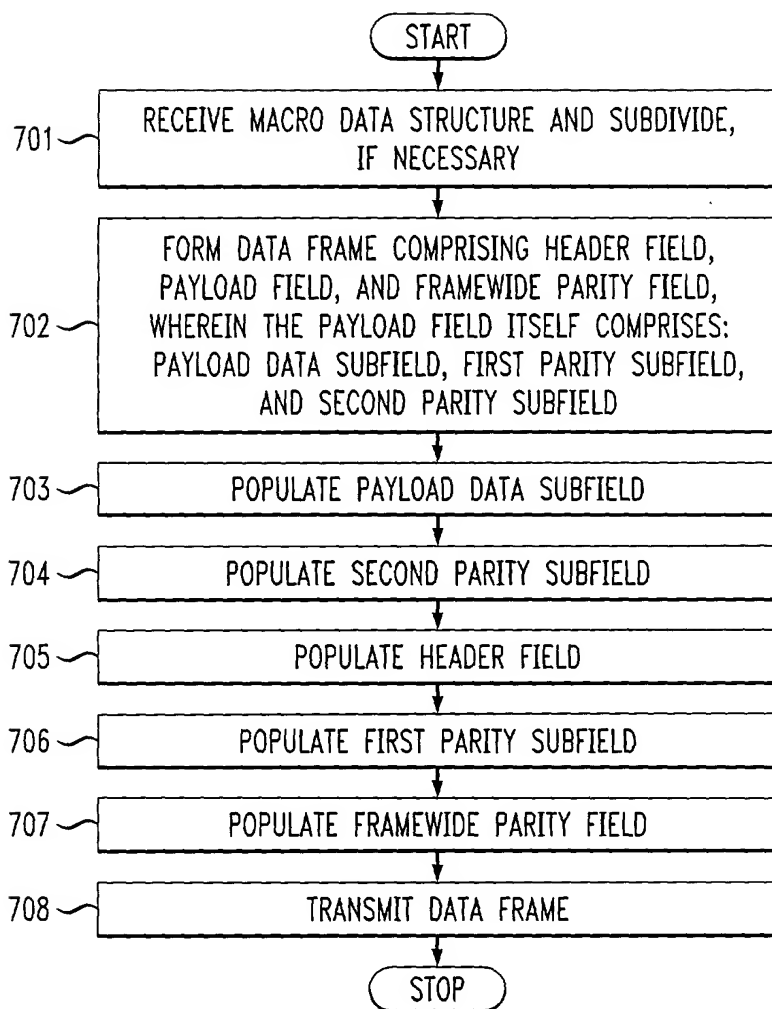 START
701
RECEIVE MACRO DATA STRUCTURE AND SUBDIVIDE,
IF NECESSARY
702
FORM DATA FRAME COMPRISING HEADER FIELD,
PAYLOAD FIELD, AND FRAMEWIDE PARITY FIELD,
WHEREIN THE PAYLOAD FIELD ITSELF COMPRISES:
PAYLOAD DATA SUBFIELD, FIRST PARITY SUBFIELD,
AND SECOND PARITY SUBFIELD
703
POPULATE PAYLOAD DATA SUBFIELD
704
POPULATE SECOND PARITY SUBFIELD
705
POPULATE HEADER FIELD
706
POPULATE FIRST PARITY SUBFIELD
707
POPULATE FRAMEWIDE PARITY FIELD
708
TRANSMIT DATA FRAME
STOP